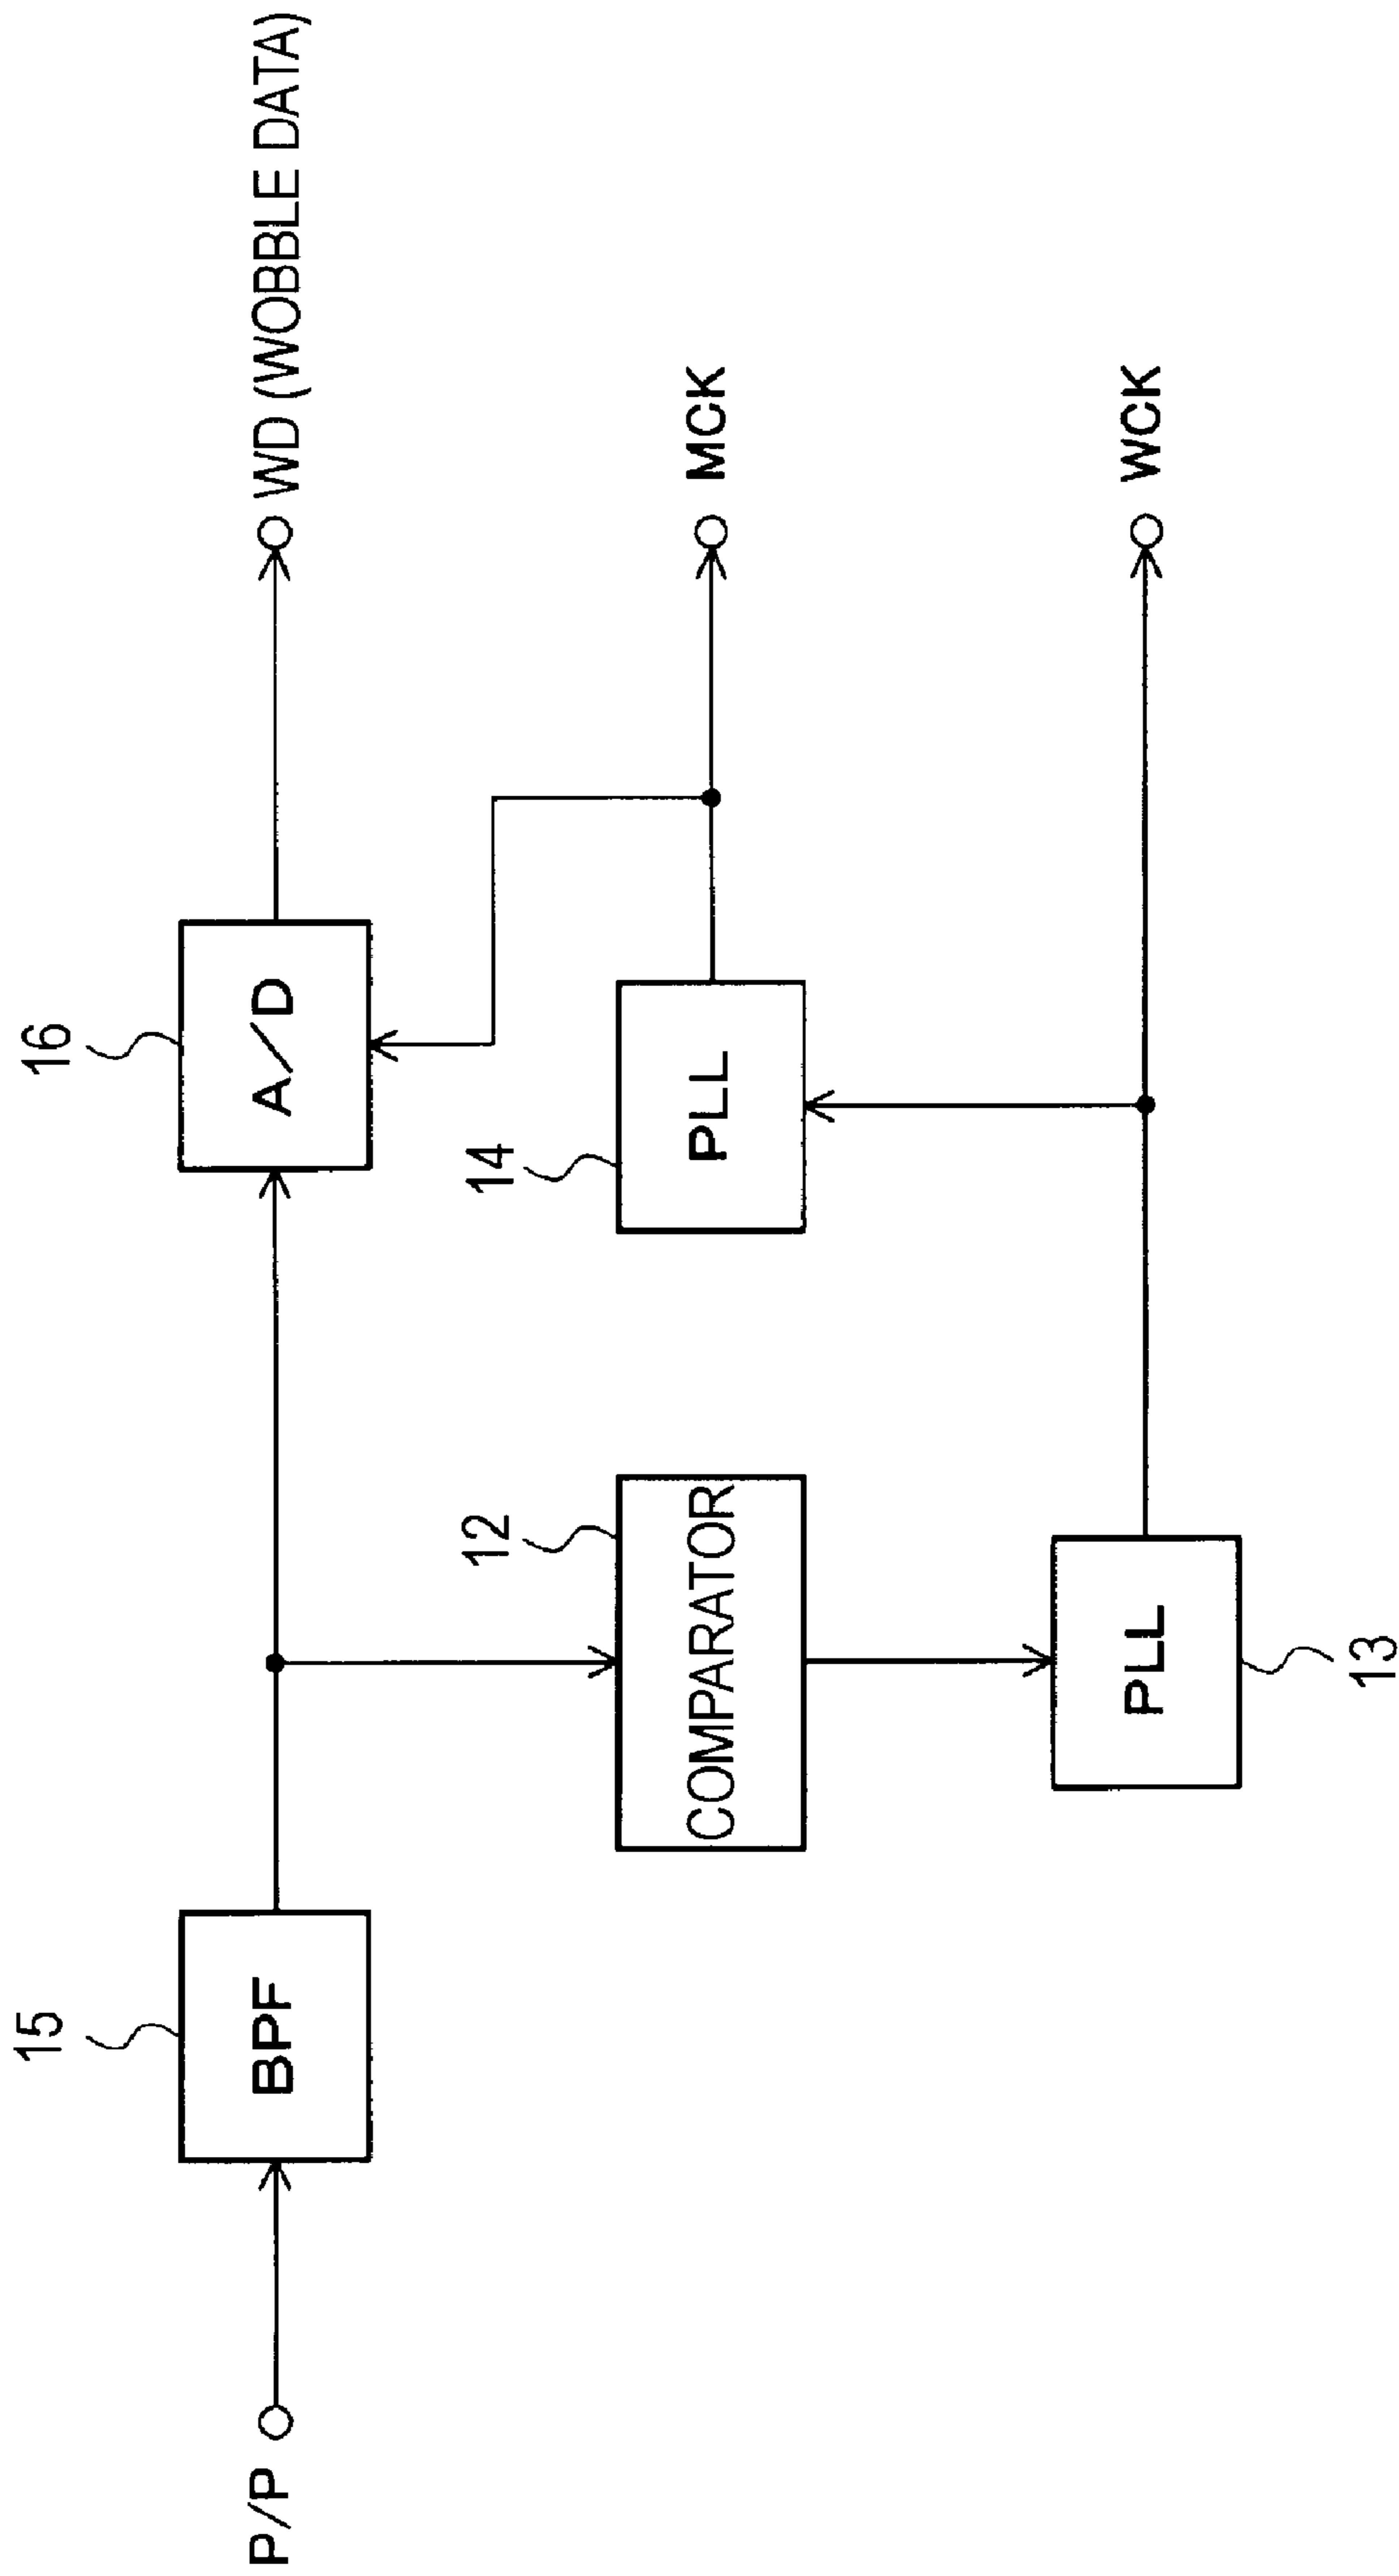 15
16
P/P
BPF
A/D
WD (WOBBLE DATA)
12
14
COMPARATOR
PLL
MCK
PLL
WCK
13